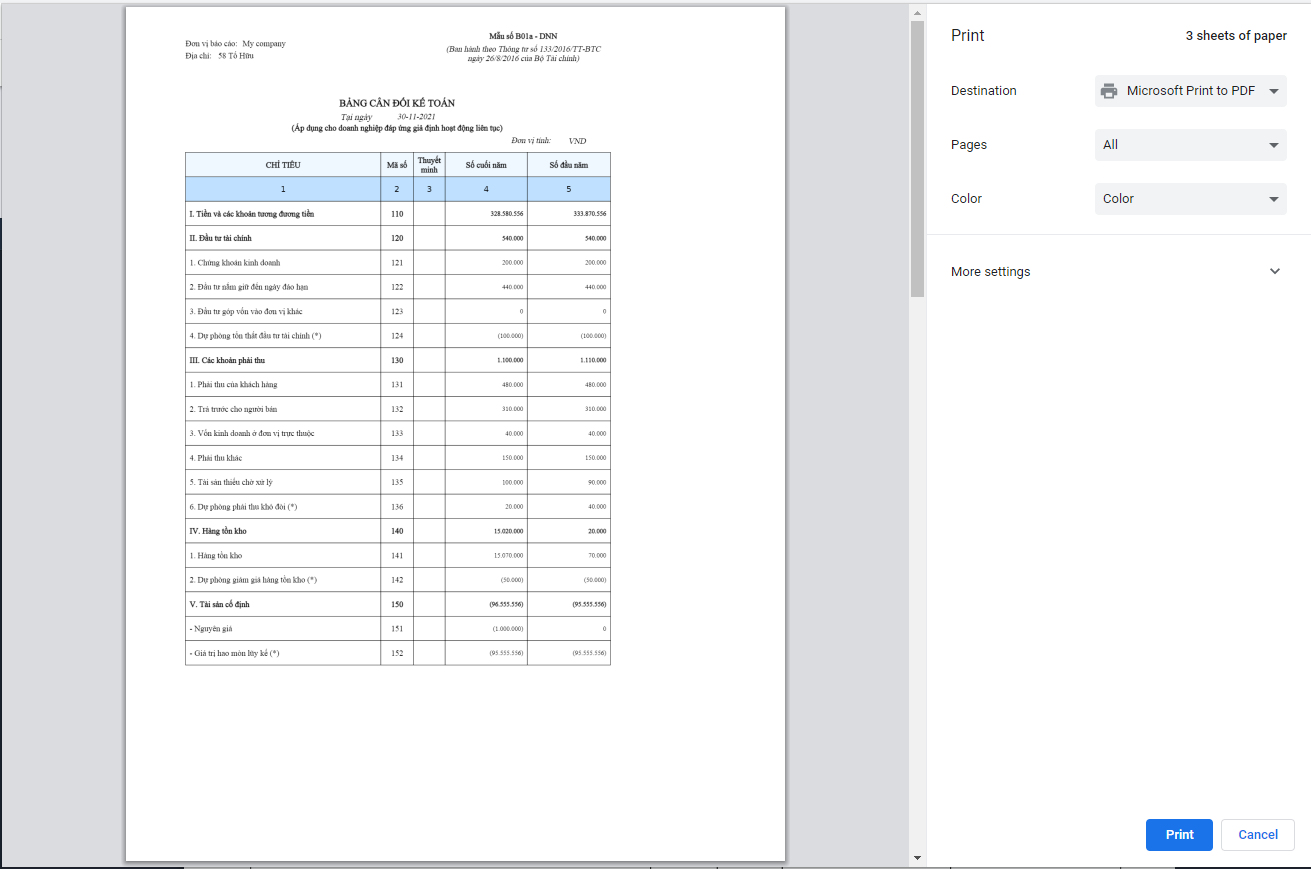 Đơn vị báo cáo: My company
Địa chỉ: 58 Tố Hữu
Mẫu số B01a - DNN
(Ban hành theo Thông tư số 133/2016/TT-BTC
ngày 26/8/2016 của Bộ Tài chính)
BẢNG CÂN ĐỐI KẾ TOÁN
Tại ngày 30-11-2021
(Áp dụng cho doanh nghiệp đáp ứng giả định hoạt động liên tục)
Đơn vị tính: VND
CHỈ TIÊU Mã số Thuyết minh Số cuối năm Số đầu năm
1 2 3 4 5
I. Tiền và các khoản tương đương tiền 110 328.580.556 333.870.556
II. Đầu tư tài chính 120 540.000 540.000
1. Chứng khoán kinh doanh 121 200.000 200.000
2. Đầu tư nắm giữ đến ngày đáo hạn 122 440.000 440.000
3. Đầu tư góp vốn vào đơn vị khác 123 0 0
4. Dự phòng tổn thất đầu tư tài chính (*) 124 (100.000) (100.000)
III. Các khoản phải thu 130 1.100.000 1.110.000
1. Phải thu của khách hàng 131 480.000 480.000
2. Trả trước cho người bán 132 310.000 310.000
3. Vốn kinh doanh ở đơn vị trực thuộc 133 40.000 40.000
4. Phải thu khác 134 150.000 150.000
5. Tài sản thiếu chờ xử lý 135 100.000 90.000
6. Dự phòng phải thu khó đòi (*) 136 20.000 40.000
IV. Hàng tồn kho 140 15.020.000 20.000
1. Hàng tồn kho 141 15.070.000 70.000
2. Dự phòng giảm giá hàng tồn kho (*) 142 (50.000) (50.000)
V. Tài sản cố định 150 (96.555.556) (95.555.556)
- Nguyên giá 151 (1.000.000) 0
- Giá trị hao mòn lũy kế (*) 152 (95.555.556) (95.555.556)
Print 3 sheets of paper
Destination Microsoft Print to PDF
Pages All
Color Color
More settings
Print Cancel